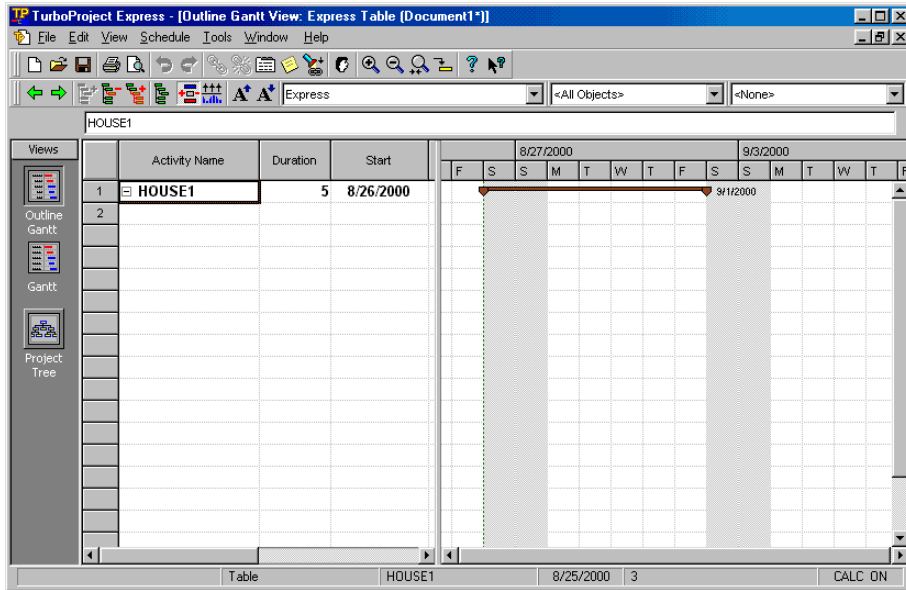 TurboProject Express - [Outline Gantt View: Express Table (Document1*)]
File Edit View Schedule Tools Window Help
Express <All Objects> <None>
HOUSE1
Views
Outline Gantt
Gantt
Project Tree
Activity Name Duration Start
8/27/2000 9/3/2000
F S S M T W T F S S M T W T F
1 HOUSE1 5 8/26/2000 9/1/2000
2
Table HOUSE1 8/25/2000 3 CALC ON